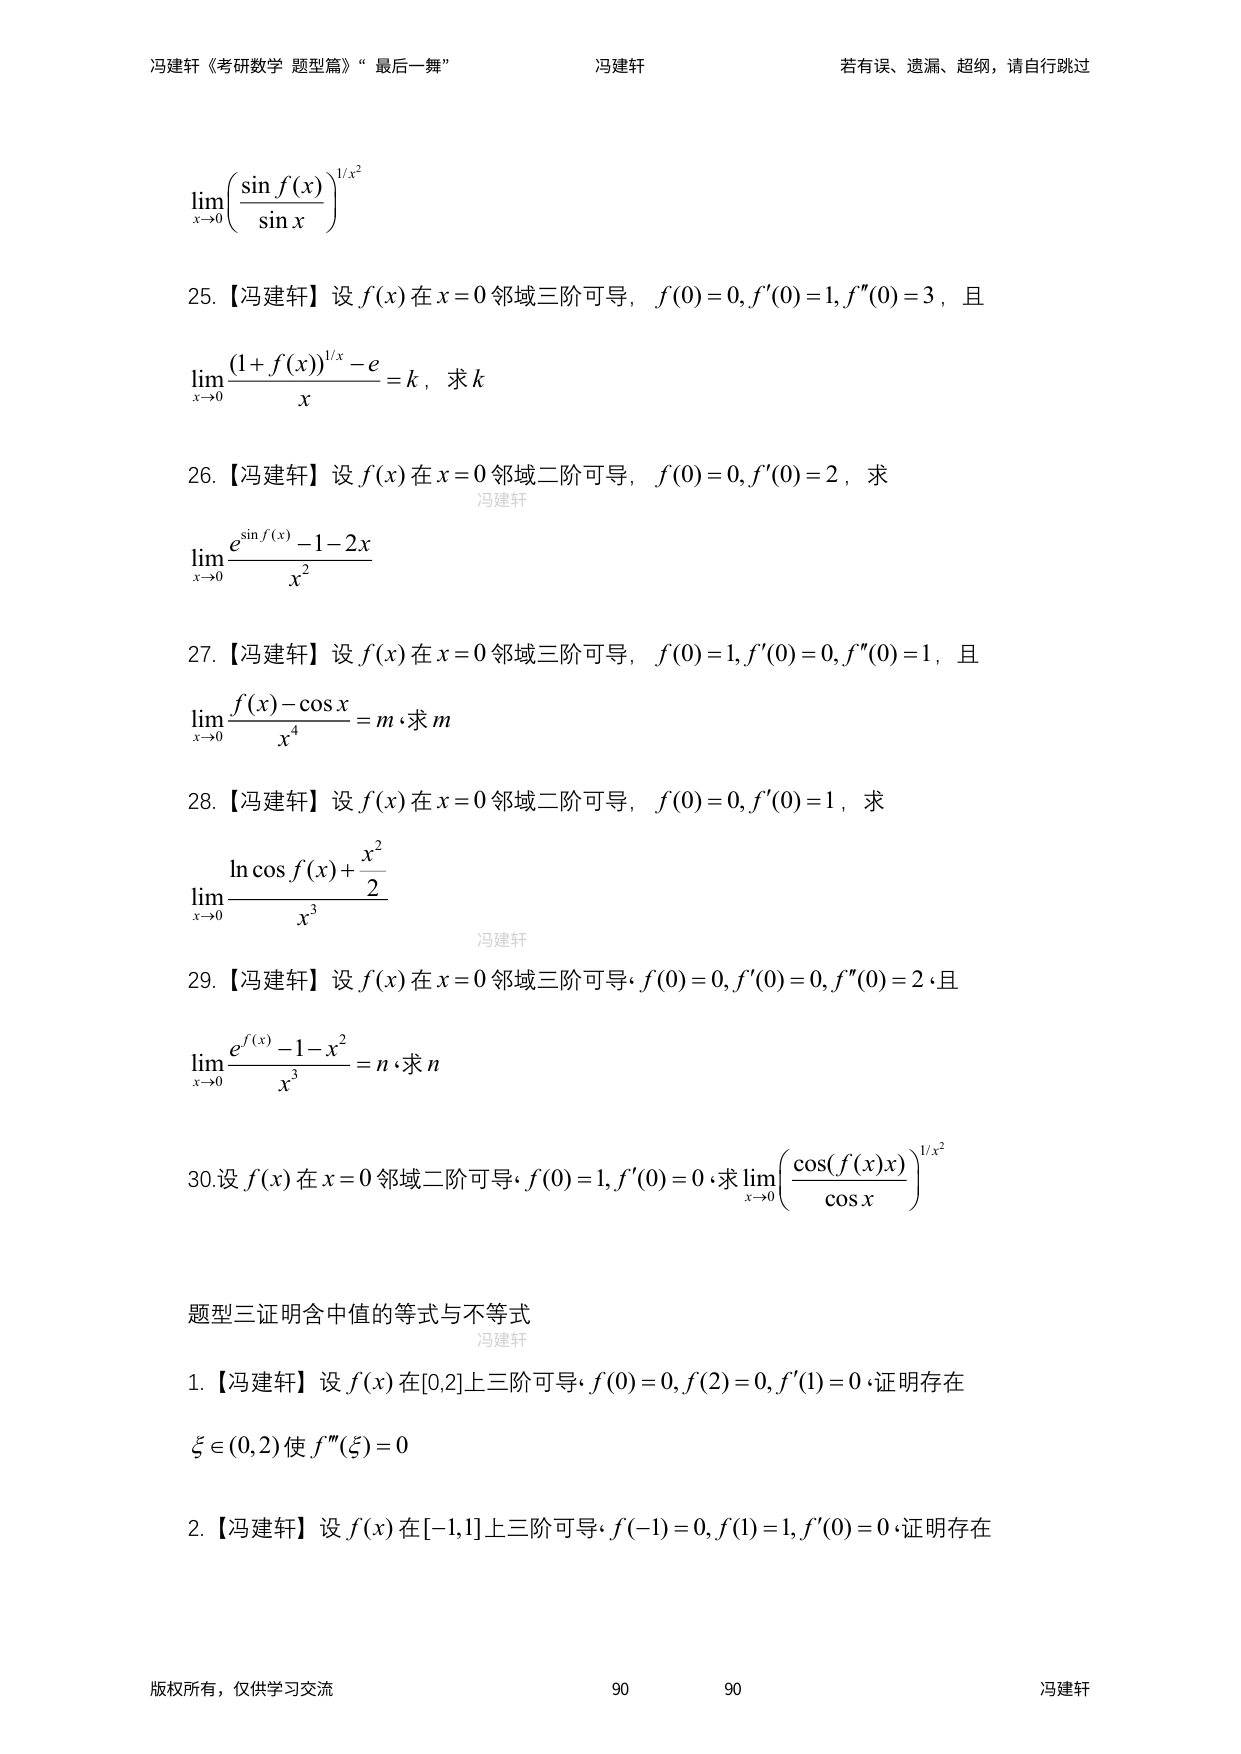 冯建轩《考研数学 题型篇》“ 最后一舞” 冯建轩 若有误、遗漏、超纲，请自行跳过
lim_{x→0} (sin f(x) / sin x)^{1/x²}
25.【冯建轩】设 f(x) 在 x = 0 邻域三阶可导， f(0) = 0, f′(0) = 1, f″(0) = 3，且
lim_{x→0} ((1 + f(x))^{1/x} − e) / x = k，求 k
26.【冯建轩】设 f(x) 在 x = 0 邻域二阶可导， f(0) = 0, f′(0) = 2，求
冯建轩
lim_{x→0} (e^{sin f(x)} − 1 − 2x) / x²
27.【冯建轩】设 f(x) 在 x = 0 邻域三阶可导， f(0) = 1, f′(0) = 0, f″(0) = 1，且
lim_{x→0} (f(x) − cos x) / x⁴ = m ，求 m
28.【冯建轩】设 f(x) 在 x = 0 邻域二阶可导， f(0) = 0, f′(0) = 1，求
lim_{x→0} (ln cos f(x) + x²/2) / x³
冯建轩
29.【冯建轩】设 f(x) 在 x = 0 邻域三阶可导，f(0) = 0, f′(0) = 0, f″(0) = 2 ，且
lim_{x→0} (e^{f(x)} − 1 − x²) / x³ = n ，求 n
30.设 f(x) 在 x = 0 邻域二阶可导，f(0) = 1, f′(0) = 0 ，求 lim_{x→0} (cos(f(x)x) / cos x)^{1/x²}
题型三证明含中值的等式与不等式
冯建轩
1.【冯建轩】设 f(x) 在[0,2]上三阶可导，f(0) = 0, f(2) = 0, f′(1) = 0 ，证明存在
ξ ∈ (0, 2) 使 f‴(ξ) = 0
2.【冯建轩】设 f(x) 在[−1,1]上三阶可导，f(−1) = 0, f(1) = 1, f′(0) = 0 ，证明存在
版权所有，仅供学习交流 90 90 冯建轩